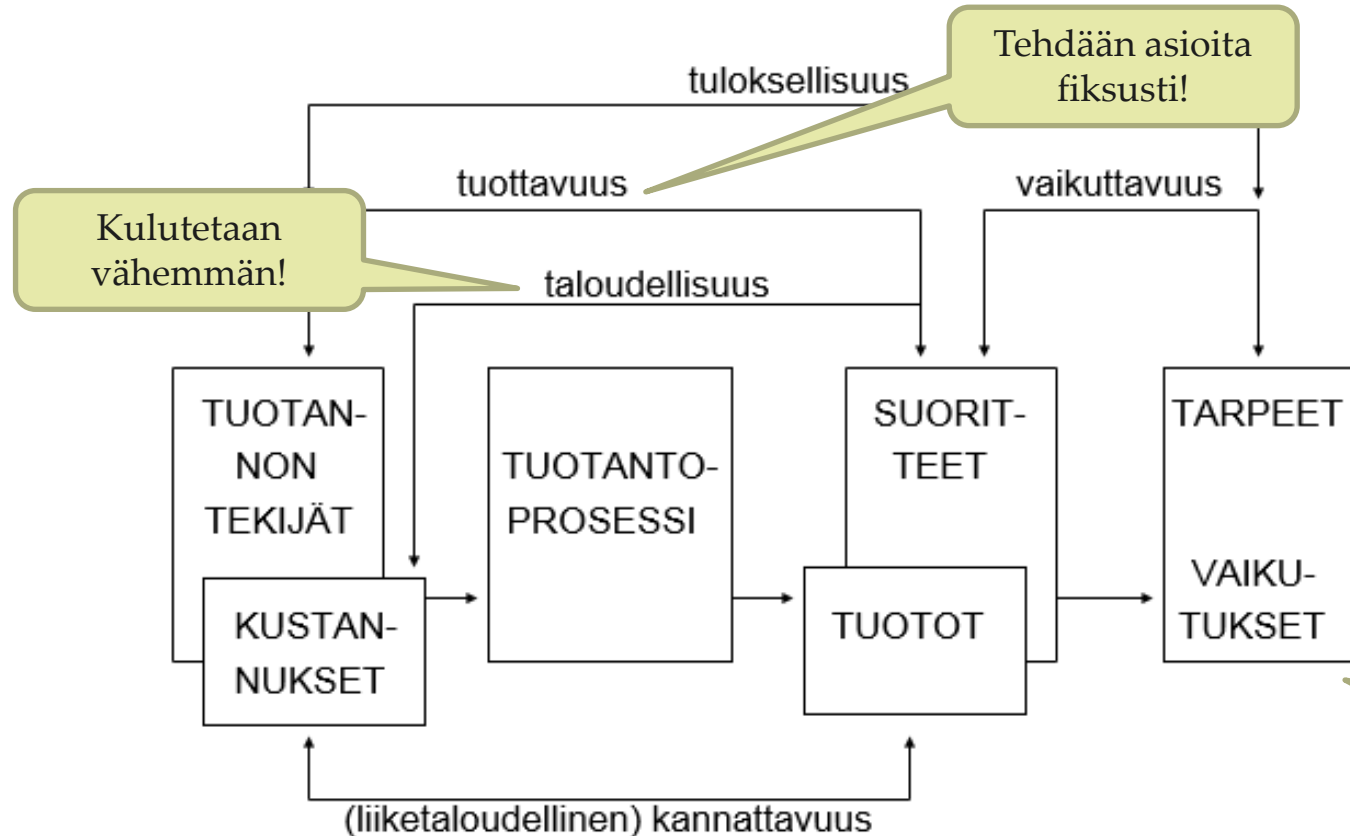 Tehdään asioita
fiksusti!
tuloksellisuus
tuottavuus
vaikuttavuus
Kulutetaan
vähemmän!
taloudellisuus
TUOTAN-
NON
TEKIJÄT
KUSTAN-
NUKSET
TUOTANTO-
PROSESSI
SUORIT-
TEET
TUOTOT
TARPEET
VAIKU-
TUKSET
(liiketaloudellinen) kannattavuus